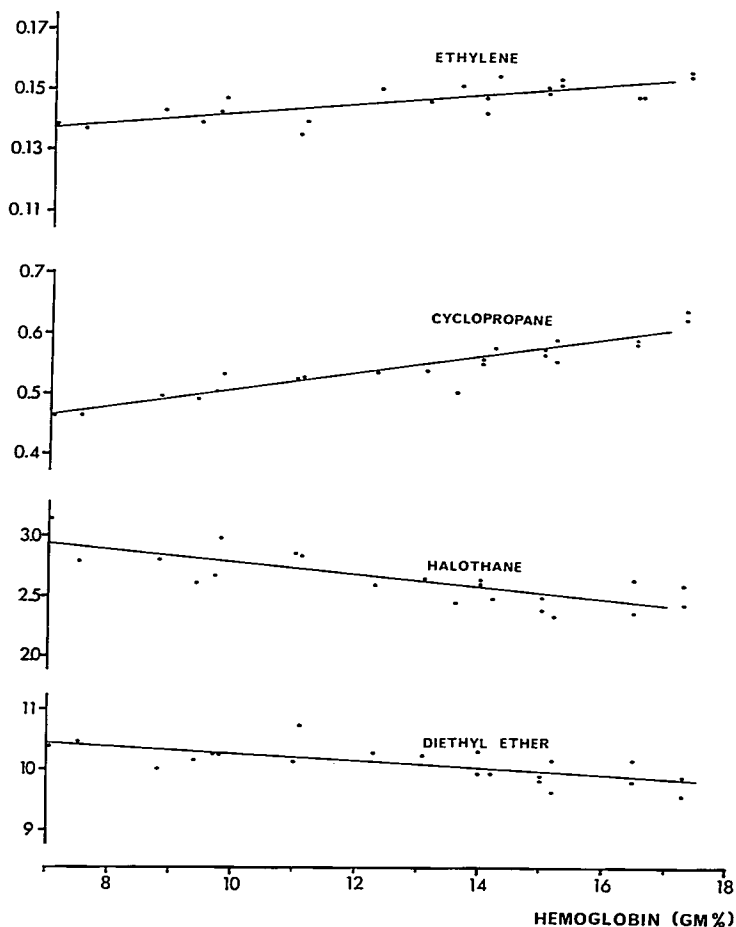 0.17
ETHYLENE
0.15
0.13
0.11
0.7
0.6
CYCLOPROPANE
0.5
0.4
3.0
HALOTHANE
2.5
2.0
11
DIETHYL ETHER
10
9
8 10 12 14 16 18
HEMOGLOBIN (GM%)